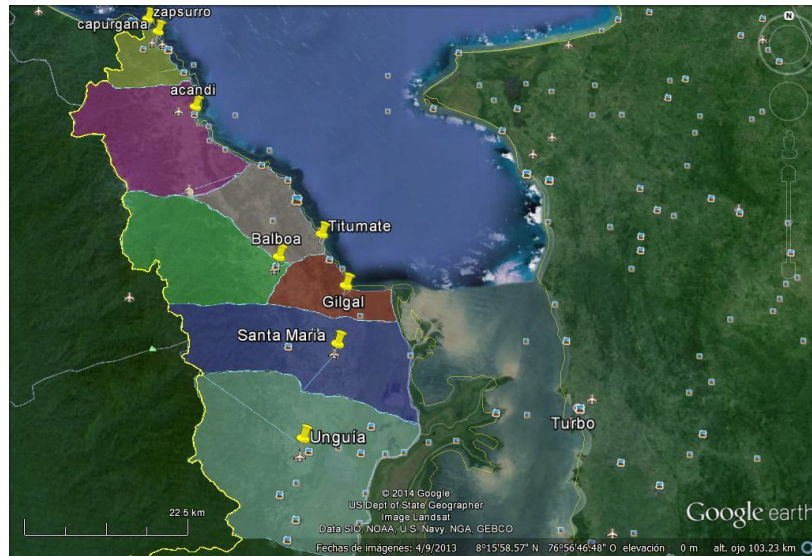 zapsurro
capurgana
acandi
Titumate
Balboa
Gilgal
Santa Maria
Unguía
Turbo
N
22.5 km
© 2014 Google
US Dept of State Geographer
Image Landsat
Data SIO, NOAA, U.S. Navy, NGA, GEBCO
Google earth
Fechas de imágenes: 4/9/2013 8°15'58.57" N 76°56'46.48" O elevación 0 m alt. ojo 103.23 km